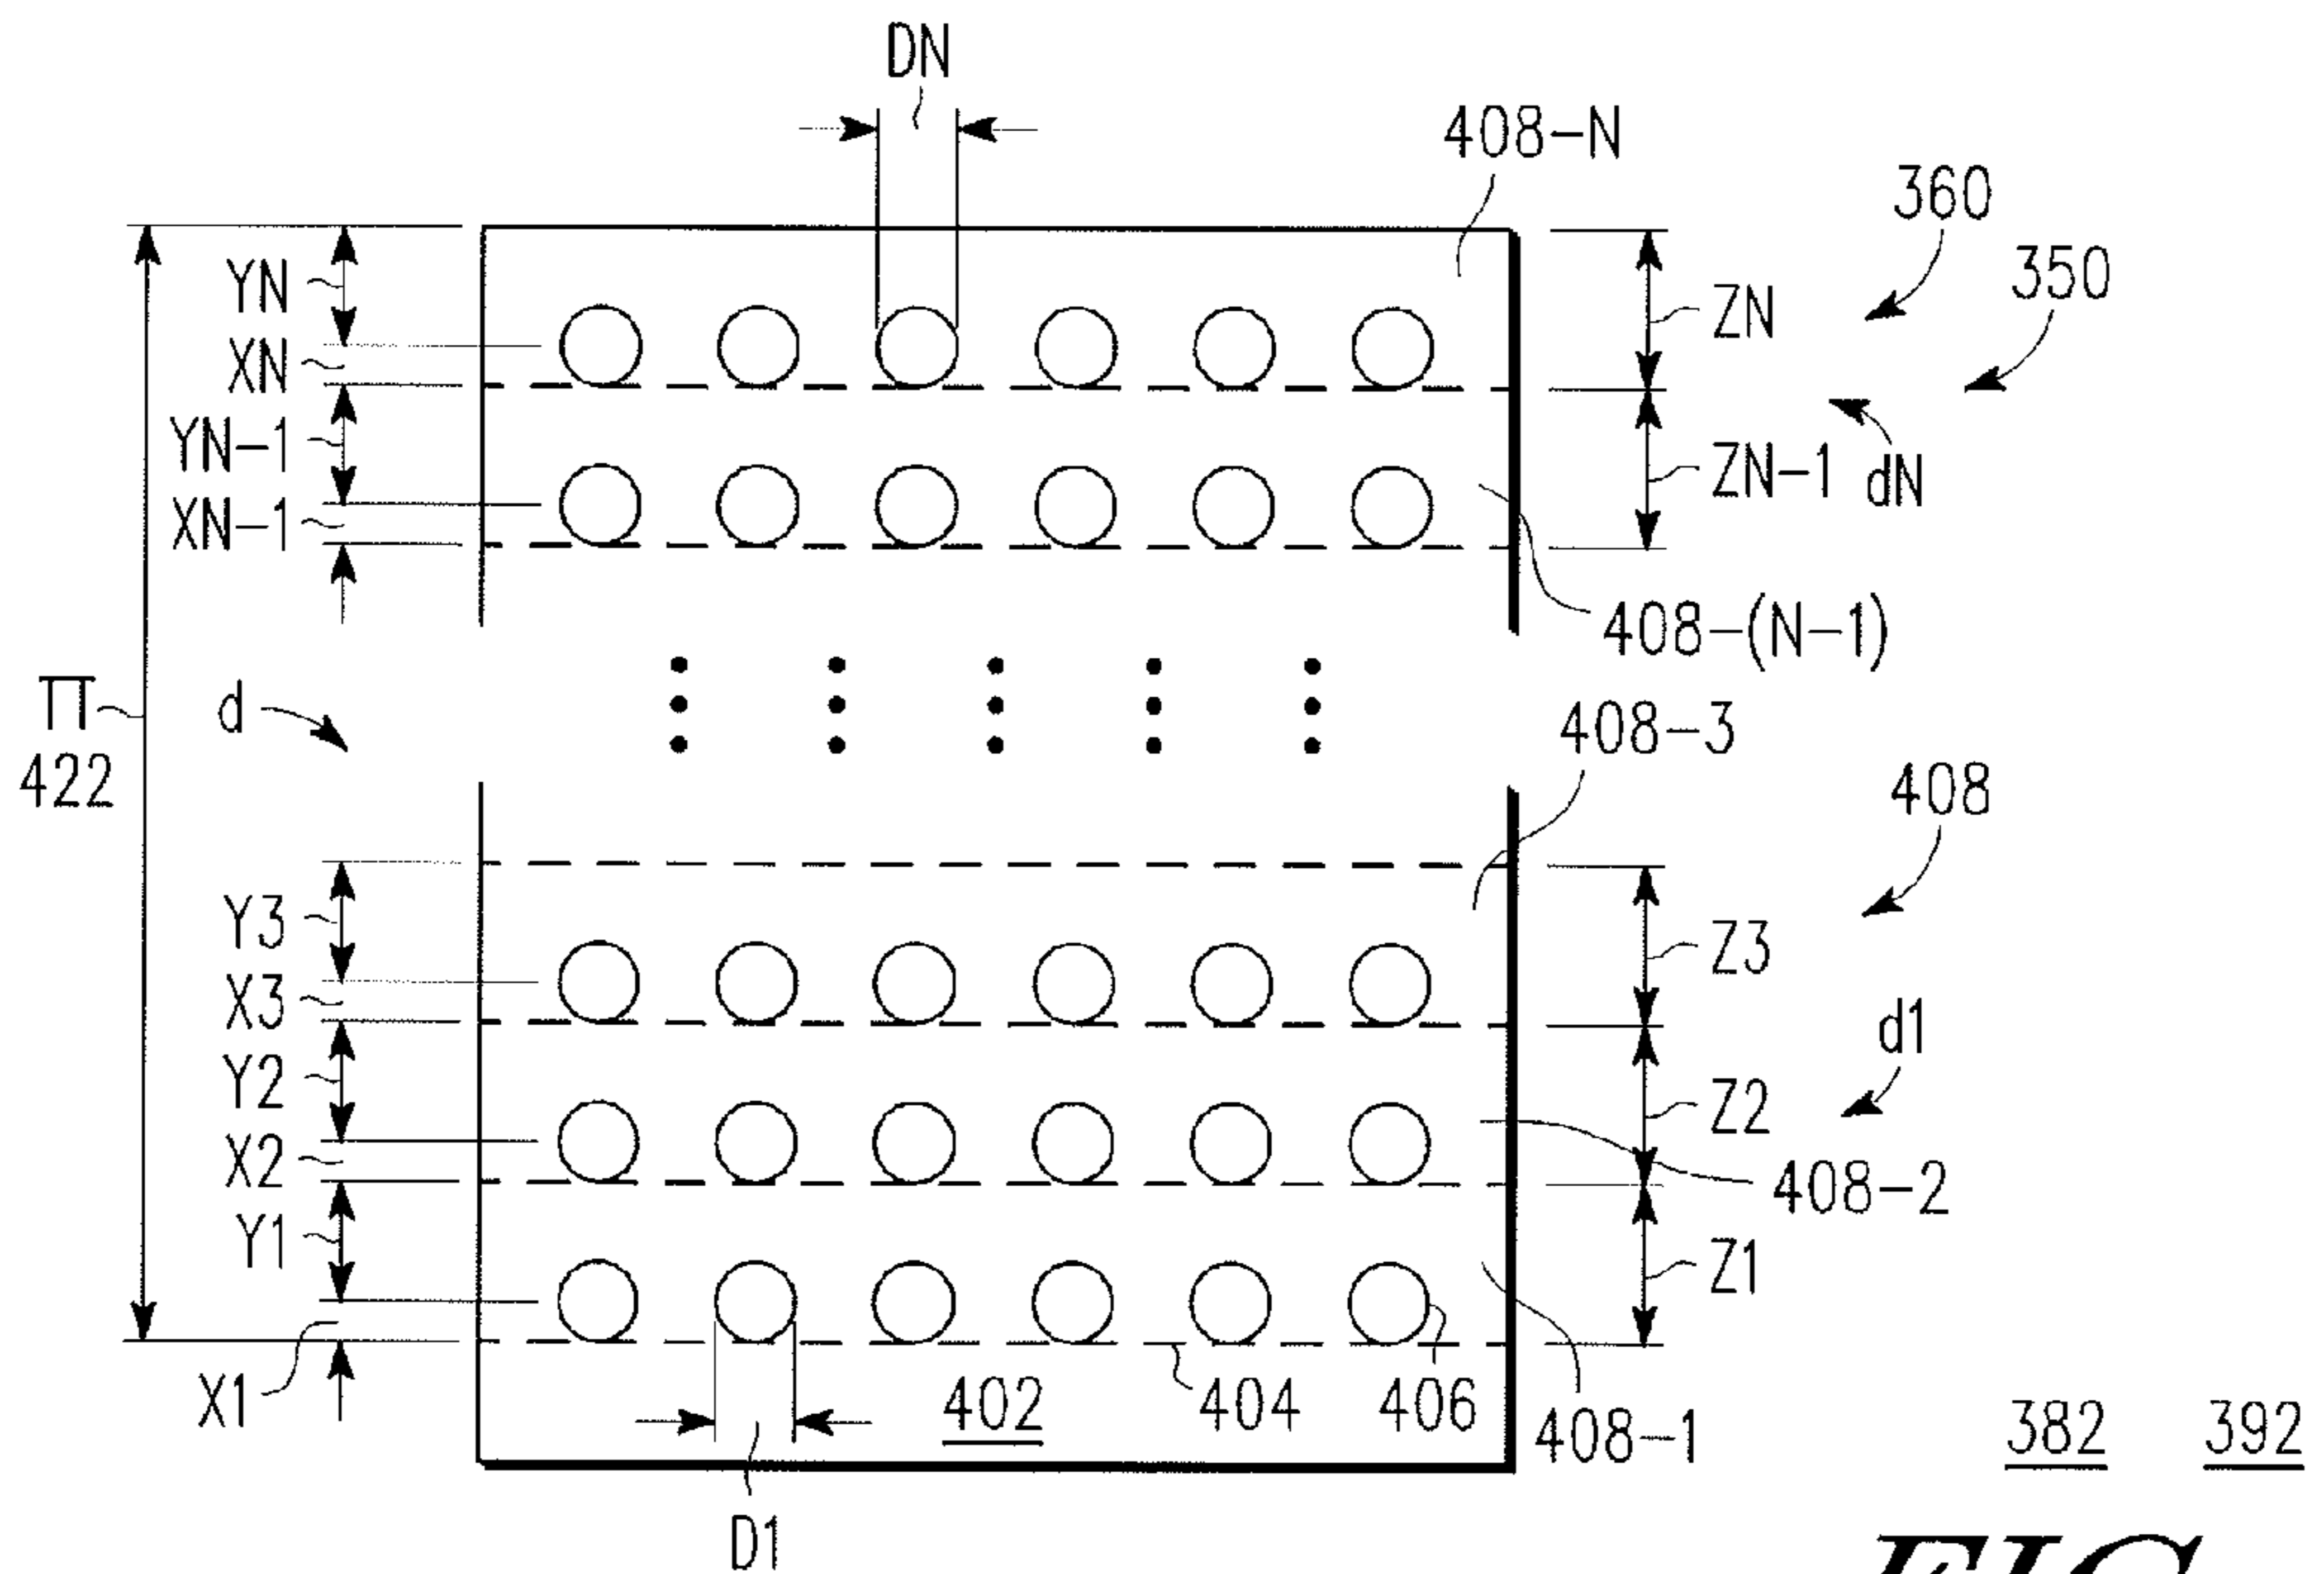 DN
408-N
360
350
YN
ZN
XN
YN-1
ZN-1
dN
XN-1
408-(N-1)
TT
422
d
408-3
408
Y3
Z3
X3
d1
Y2
Z2
X2
408-2
Y1
Z1
X1
402
404
406
408-1
382
392
D1
FIG